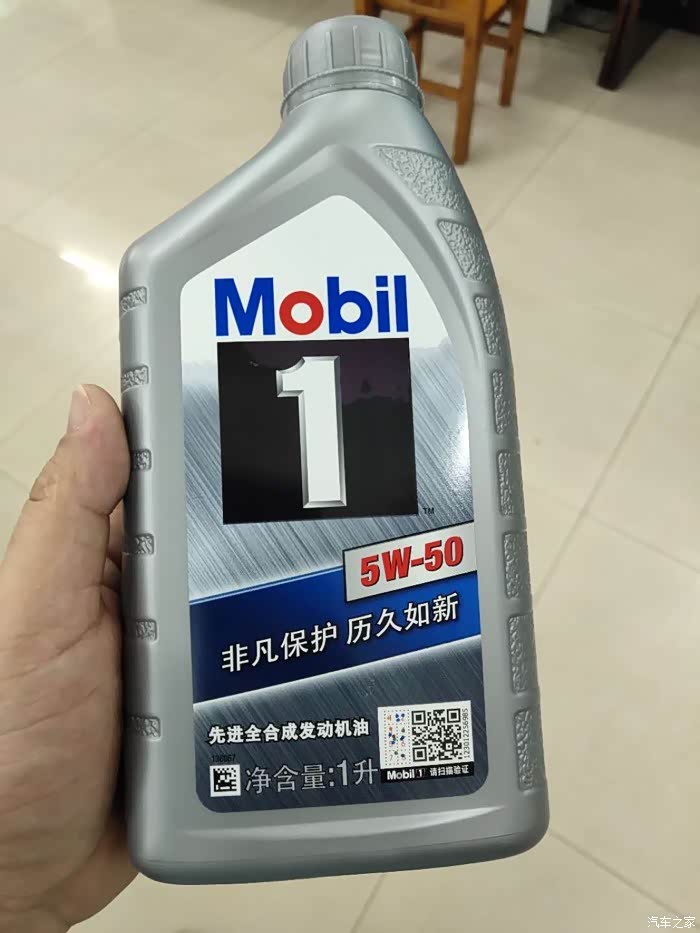 Mobil
1
TM
5W-50
非凡保护 历久如新
先进全合成发动机油
净含量:1升
Mobil 1 请扫描验证
汽车之家